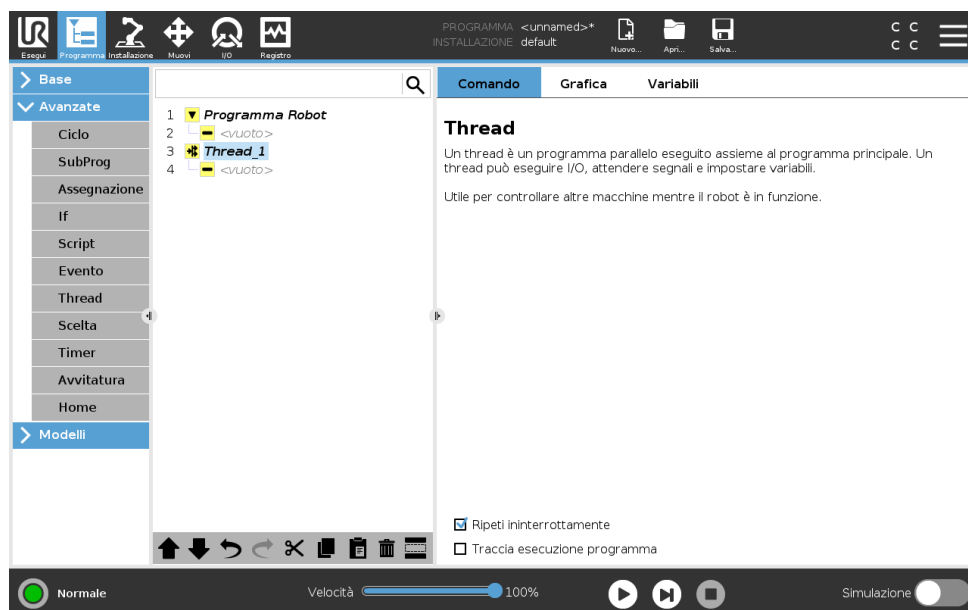 UR
PROGRAMMA <unnamed>*
INSTALLAZIONE default
Esegui Programma Installazione Muovi I/O Registro Nuovo... Apri... Salva...
C C
C C
Base
Avanzate
Ciclo
SubProg
Assegnazione
If
Script
Evento
Thread
Scelta
Timer
Avvitatura
Home
Modelli
1 Programma Robot
2 <vuoto>
3 Thread_1
4 <vuoto>
Comando Grafica Variabili
Thread
Un thread è un programma parallelo eseguito assieme al programma principale. Un
thread può eseguire I/O, attendere segnali e impostare variabili.
Utile per controllare altre macchine mentre il robot è in funzione.
Ripeti ininterrottamente
Traccia esecuzione programma
Normale Velocità 100% Simulazione